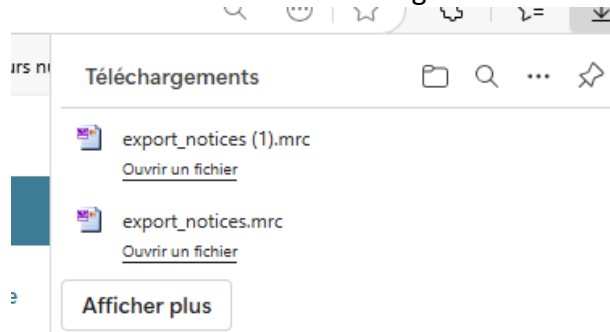 Téléchargements
export_notices (1).mrc
Ouvrir un fichier
export_notices.mrc
Ouvrir un fichier
Afficher plus